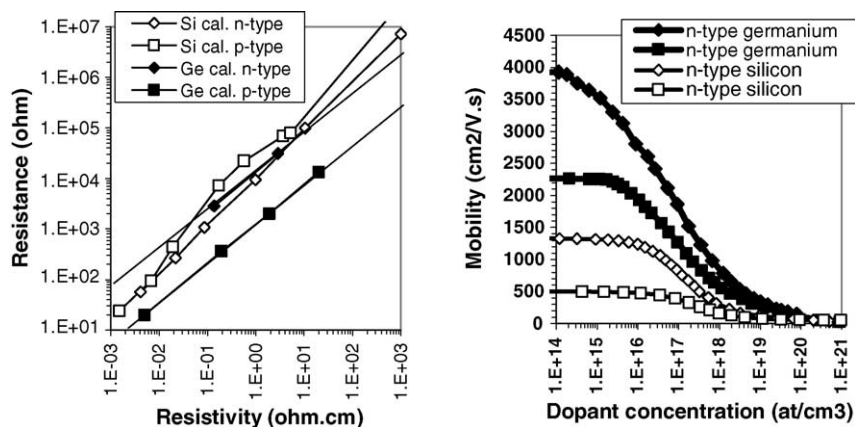 1.E+07
1.E+06
1.E+05
1.E+04
1.E+03
1.E+02
1.E+01
Resistance (ohm)
Si cal. n-type
Si cal. p-type
Ge cal. n-type
Ge cal. p-type
1.E-03
1.E-02
1.E-01
1.E+00
1.E+01
1.E+02
1.E+03
Resistivity (ohm.cm)
4500
4000
3500
3000
2500
2000
1500
1000
500
0
Mobility (cm2/V.s)
n-type germanium
n-type germanium
n-type silicon
n-type silicon
1.E+14
1.E+15
1.E+16
1.E+17
1.E+18
1.E+19
1.E+20
1.E+21
Dopant concentration (at/cm3)